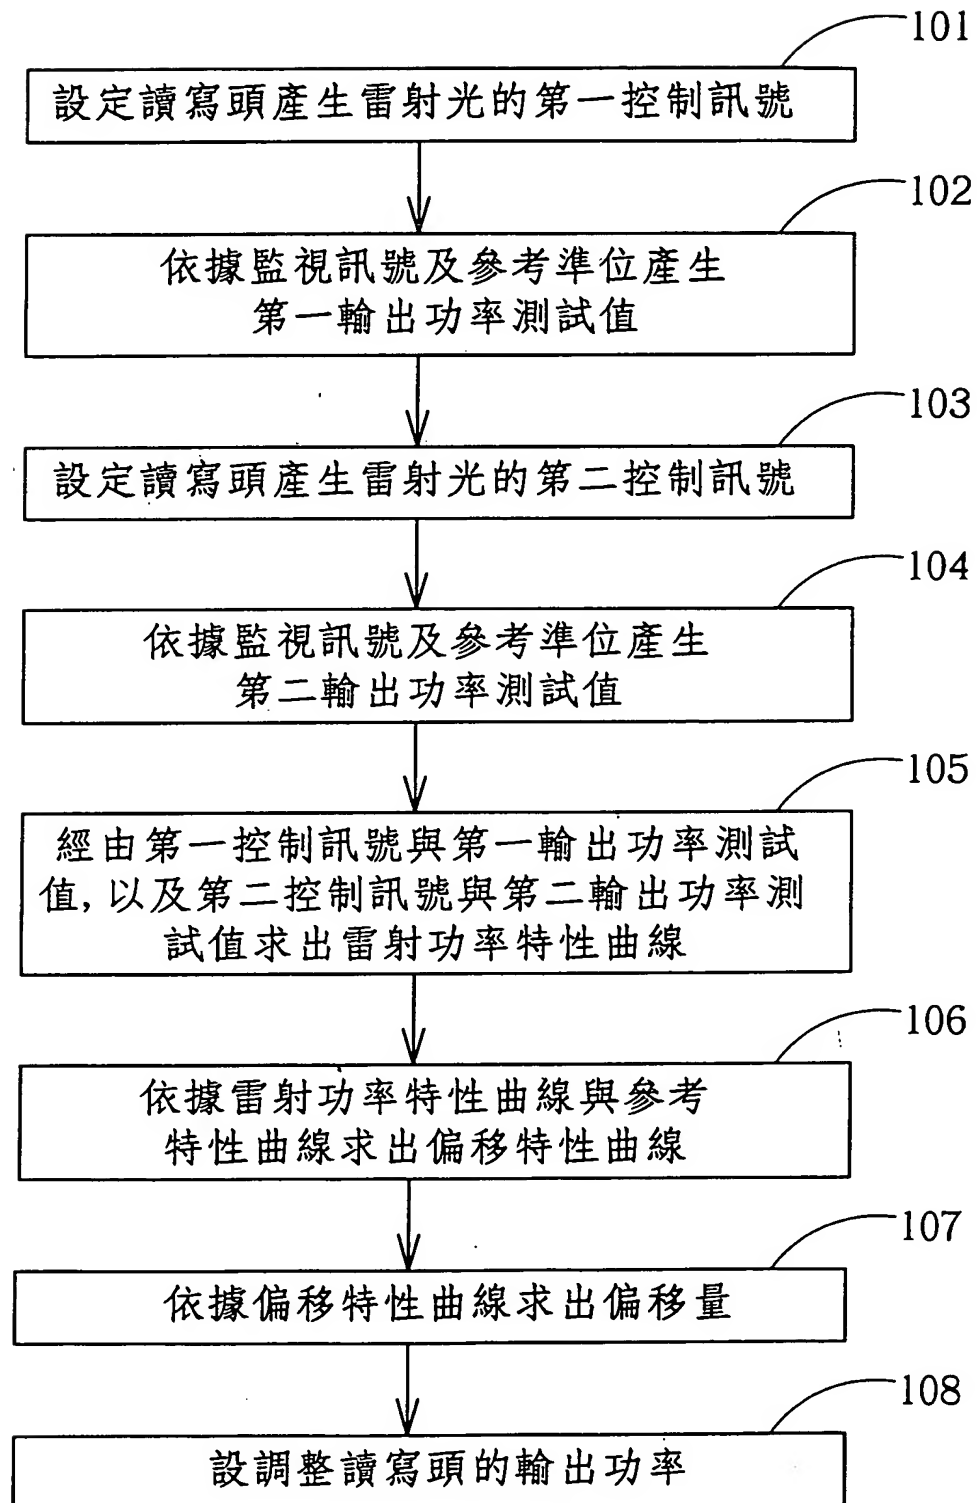 101
設定讀寫頭產生雷射光的第一控制訊號
102
依據監視訊號及參考準位產生
第一輸出功率測試值
103
設定讀寫頭產生雷射光的第二控制訊號
104
依據監視訊號及參考準位產生
第二輸出功率測試值
105
經由第一控制訊號與第一輸出功率測試
值,以及第二控制訊號與第二輸出功率測
試值求出雷射功率特性曲線
106
依據雷射功率特性曲線與參考
特性曲線求出偏移特性曲線
107
依據偏移特性曲線求出偏移量
108
設調整讀寫頭的輸出功率